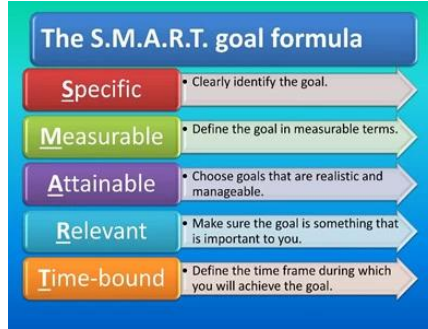 The S.M.A.R.T. goal formula
Specific
• Clearly identify the goal.
Measurable
• Define the goal in measurable terms.
Attainable
• Choose goals that are realistic and
manageable.
Relevant
• Make sure the goal is something that
is important to you.
Time-bound
• Define the time frame during which
you will achieve the goal.